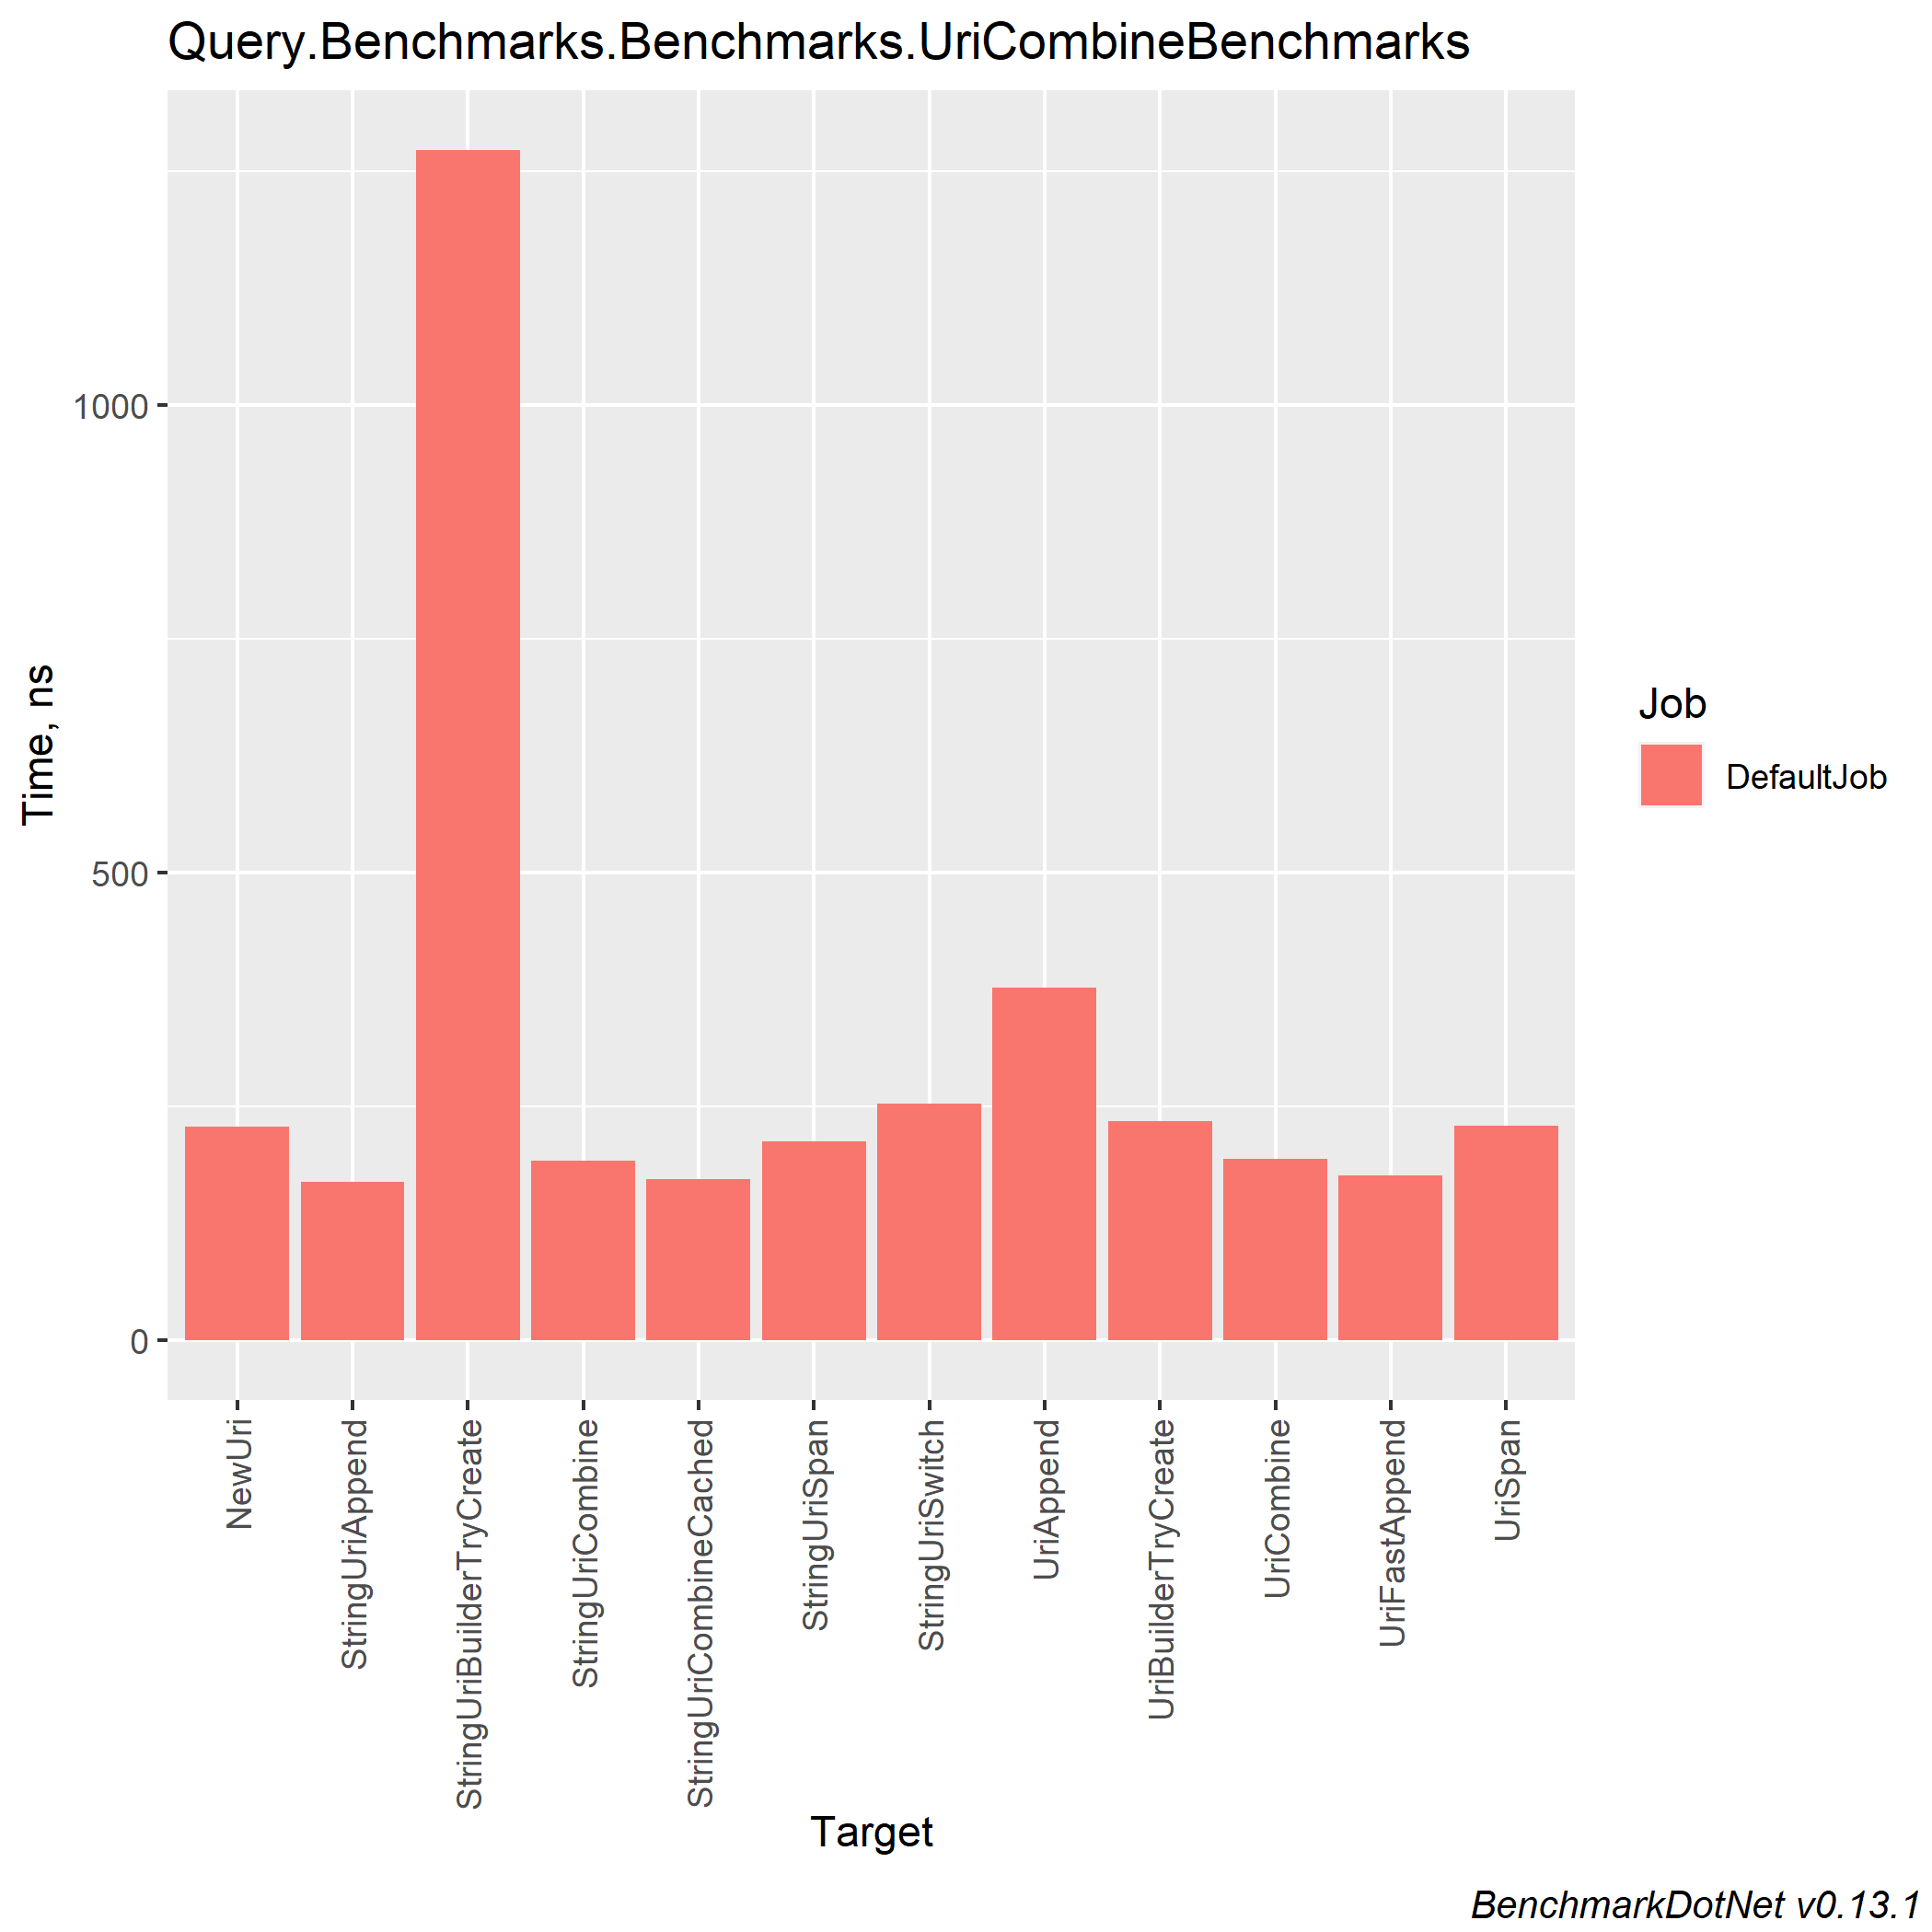 Query.Benchmarks.Benchmarks.UriCombineBenchmarks
Time, ns
1000
500
0
NewUri
StringUriAppend
StringUriBuilderTryCreate
StringUriCombine
StringUriCombineCached
StringUriSpan
StringUriSwitch
UriAppend
UriBuilderTryCreate
UriCombine
UriFastAppend
UriSpan
Target
Job
DefaultJob
BenchmarkDotNet v0.13.1